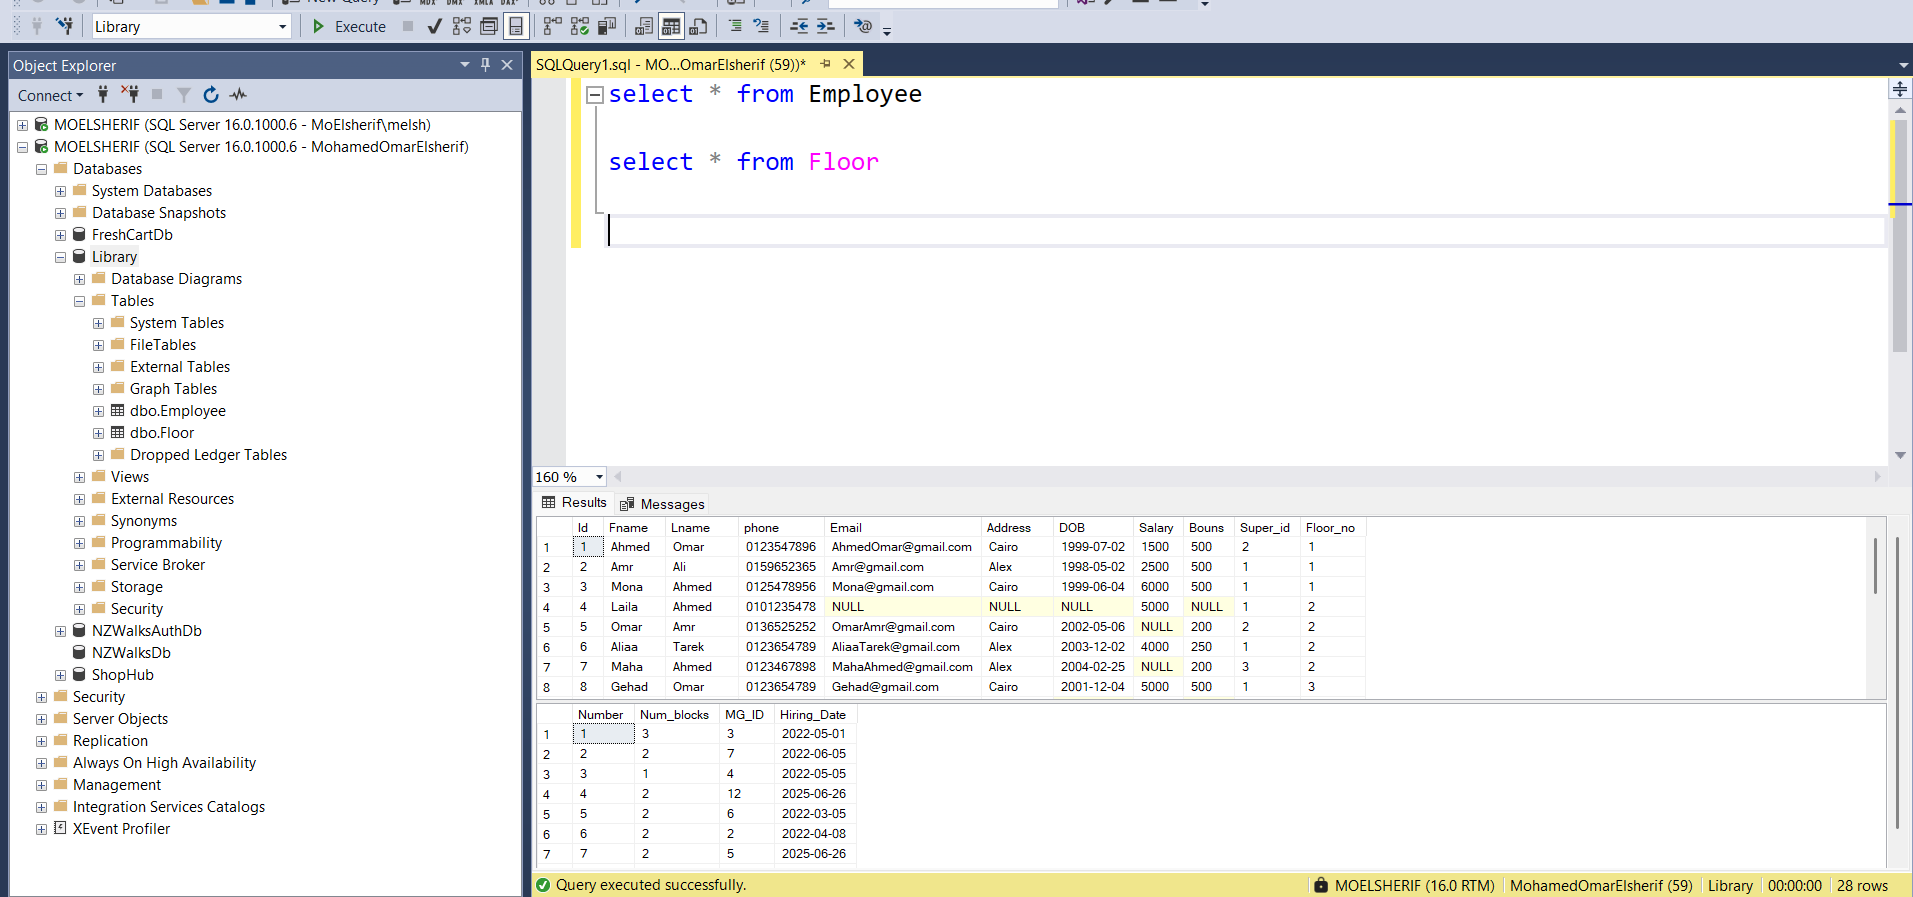 New Query MDX DMX XMLA DAX
Library Execute
Object Explorer
Connect
MOELSHERIF (SQL Server 16.0.1000.6 - MoElsherif\melsh)
MOELSHERIF (SQL Server 16.0.1000.6 - MohamedOmarElsherif)
Databases
System Databases
Database Snapshots
FreshCartDb
Library
Database Diagrams
Tables
System Tables
FileTables
External Tables
Graph Tables
dbo.Employee
dbo.Floor
Dropped Ledger Tables
Views
External Resources
Synonyms
Programmability
Service Broker
Storage
Security
NZWalksAuthDb
NZWalksDb
ShopHub
Security
Server Objects
Replication
Always On High Availability
Management
Integration Services Catalogs
XEvent Profiler
SQLQuery1.sql - MO...OmarElsherif (59))*
select * from Employee
select * from Floor
160 %
Results Messages
Id Fname Lname phone Email Address DOB Salary Bouns Super_id Floor_no
1 1 Ahmed Omar 0123547896 AhmedOmar@gmail.com Cairo 1999-07-02 1500 500 2 1
2 2 Amr Ali 0159652365 Amr@gmail.com Alex 1998-05-02 2500 500 1 1
3 3 Mona Ahmed 0125478956 Mona@gmail.com Cairo 1999-06-04 6000 500 1 1
4 4 Laila Ahmed 0101235478 NULL NULL NULL 5000 NULL 1 2
5 5 Omar Amr 0136525252 OmarAmr@gmail.com Cairo 2002-05-06 NULL 200 2 2
6 6 Aliaa Tarek 0123654789 AliaaTarek@gmail.com Alex 2003-12-02 4000 250 1 2
7 7 Maha Ahmed 0123467898 MahaAhmed@gmail.com Alex 2004-02-25 NULL 200 3 2
8 8 Gehad Omar 0123654789 Gehad@gmail.com Cairo 2001-12-04 5000 500 1 3
Number Num_blocks MG_ID Hiring_Date
1 1 3 3 2022-05-01
2 2 2 7 2022-06-05
3 3 1 4 2022-05-05
4 4 2 12 2025-06-26
5 5 2 6 2022-03-05
6 6 2 2 2022-04-08
7 7 2 5 2025-06-26
Query executed successfully. MOELSHERIF (16.0 RTM) MohamedOmarElsherif (59) Library 00:00:00 28 rows